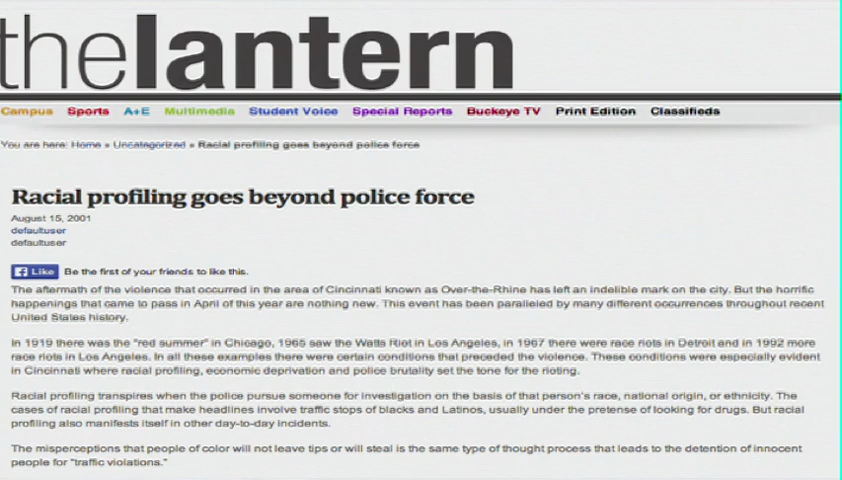 thelantern
Campus Sports A+E Multimedia Student Voice Special Reports Buckeye TV Print Edition Classifieds
You are here: Home » Uncategorized » Racial profiling goes beyond police force
Racial profiling goes beyond police force
August 15, 2001
defaultuser
defaultuser
Like Be the first of your friends to like this.
The aftermath of the violence that occurred in the area of Cincinnati known as Over-the-Rhine has left an indelible mark on the city. But the horrific
happenings that came to pass in April of this year are nothing new. This event has been paralleled by many different occurrences throughout recent
United States history.
In 1919 there was the "red summer" in Chicago, 1965 saw the Watts Riot in Los Angeles, in 1967 there were race riots in Detroit and in 1992 more
race riots in Los Angeles. In all these examples there were certain conditions that preceded the violence. These conditions were especially evident
in Cincinnati where racial profiling, economic deprivation and police brutality set the tone for the rioting.
Racial profiling transpires when the police pursue someone for investigation on the basis of that person's race, national origin, or ethnicity. The
cases of racial profiling that make headlines involve traffic stops of blacks and Latinos, usually under the pretense of looking for drugs. But racial
profiling also manifests itself in other day-to-day incidents.
The misperceptions that people of color will not leave tips or will steal is the same type of thought process that leads to the detention of innocent
people for "traffic violations."